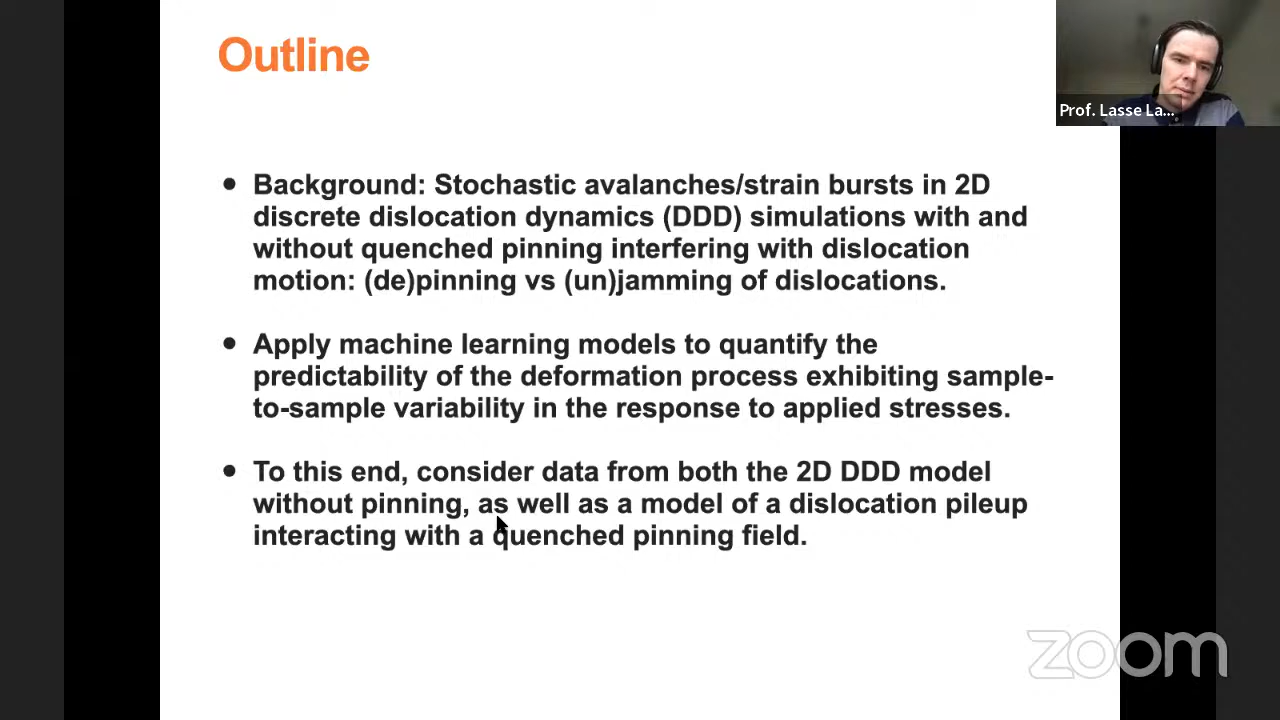 Outline
Prof. Lasse La...
• Background: Stochastic avalanches/strain bursts in 2D
discrete dislocation dynamics (DDD) simulations with and
without quenched pinning interfering with dislocation
motion: (de)pinning vs (un)jamming of dislocations.
• Apply machine learning models to quantify the
predictability of the deformation process exhibiting sample-
to-sample variability in the response to applied stresses.
• To this end, consider data from both the 2D DDD model
without pinning, as well as a model of a dislocation pileup
interacting with a quenched pinning field.
zoom